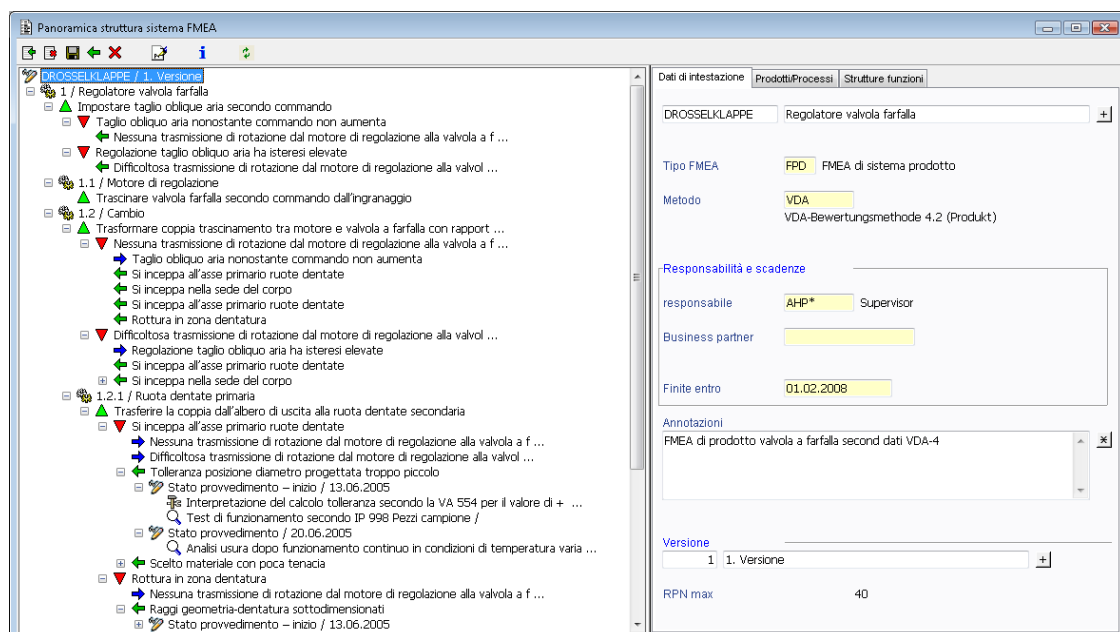 Panoramica struttura sistema FMEA
DROSSELKLAPPE / 1. Versione
1 / Regolatore valvola farfalla
Impostare taglio oblique aria secondo commando
Taglio obliquo aria nonostante commando non aumenta
Nessuna trasmissione di rotazione dal motore di regolazione alla valvola a f ...
Regolazione taglio obliquo aria ha isteresi elevate
Difficoltosa trasmissione di rotazione dal motore di regolazione alla valvol ...
1.1 / Motore di regolazione
Trascinare valvola farfalla secondo commando dall'ingranaggio
1.2 / Cambio
Trasformare coppia trascinamento tra motore e valvola a farfalla con rapport ...
Nessuna trasmissione di rotazione dal motore di regolazione alla valvola a f ...
Taglio obliquo aria nonostante commando non aumenta
Si inceppa all'asse primario ruote dentate
Si inceppa nella sede del corpo
Si inceppa all'asse primario ruote dentate
Rottura in zona dentatura
Difficoltosa trasmissione di rotazione dal motore di regolazione alla valvol ...
Regolazione taglio obliquo aria ha isteresi elevate
Si inceppa all'asse primario ruote dentate
Si inceppa nella sede del corpo
1.2.1 / Ruota dentate primaria
Trasferire la coppia dall'albero di uscita alla ruota dentate secondaria
Si inceppa all'asse primario ruote dentate
Nessuna trasmissione di rotazione dal motore di regolazione alla valvola a f ...
Difficoltosa trasmissione di rotazione dal motore di regolazione alla valvol ...
Tolleranza posizione diametro progettata troppo piccolo
Stato provvedimento – inizio / 13.06.2005
Interpretazione del calcolo tolleranza secondo la VA 554 per il valore di + ...
Test di funzionamento secondo IP 998 Pezzi campione /
Stato provvedimento / 20.06.2005
Analisi usura dopo funzionamento continuo in condizioni di temperatura varia ...
Scelto materiale con poca tenacia
Rottura in zona dentatura
Nessuna trasmissione di rotazione dal motore di regolazione alla valvola a f ...
Raggi geometria-dentatura sottodimensionati
Stato provvedimento – inizio / 13.06.2005
Dati di intestazione Prodotti/Processi Strutture funzioni
DROSSELKLAPPE Regolatore valvola farfalla +
Tipo FMEA FPD FMEA di sistema prodotto
Metodo VDA
VDA-Bewertungsmethode 4.2 (Produkt)
Responsabilità e scadenze
responsabile AHP* Supervisor
Business partner
Finite entro 01.02.2008
Annotazioni
FMEA di prodotto valvola a farfalla second dati VDA-4
Versione
1 1. Versione +
RPN max 40